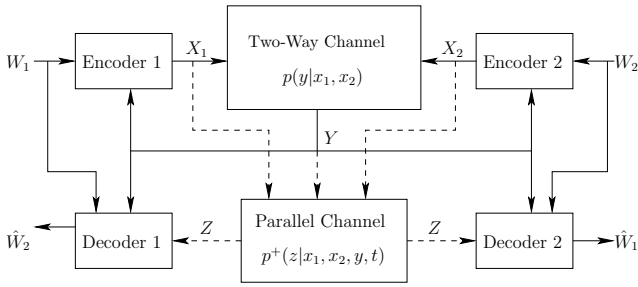 W₁
Encoder 1
X₁
Two-Way Channel
p(y|x₁, x₂)
X₂
Encoder 2
W₂
Y
Ŵ₂
Decoder 1
Z
Parallel Channel
p⁺(z|x₁, x₂, y, t)
Z
Decoder 2
Ŵ₁